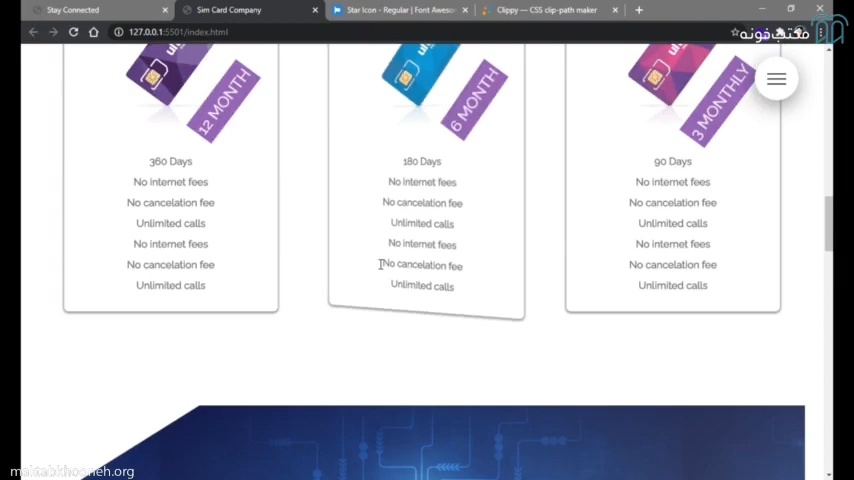 Stay Connected
Sim Card Company
Star Icon - Regular | Font Aweso
Clippy — CSS clip-path maker
127.0.0.1:5501/index.html
مکتب‌خونه
12 MONTH
6 MONTH
3 MONTHLY
360 Days
No internet fees
No cancelation fee
Unlimited calls
No internet fees
No cancelation fee
Unlimited calls
180 Days
No internet fees
No cancelation fee
Unlimited calls
No internet fees
No cancelation fee
Unlimited calls
90 Days
No internet fees
No cancelation fee
Unlimited calls
No internet fees
No cancelation fee
Unlimited calls
maktabkhooneh.org